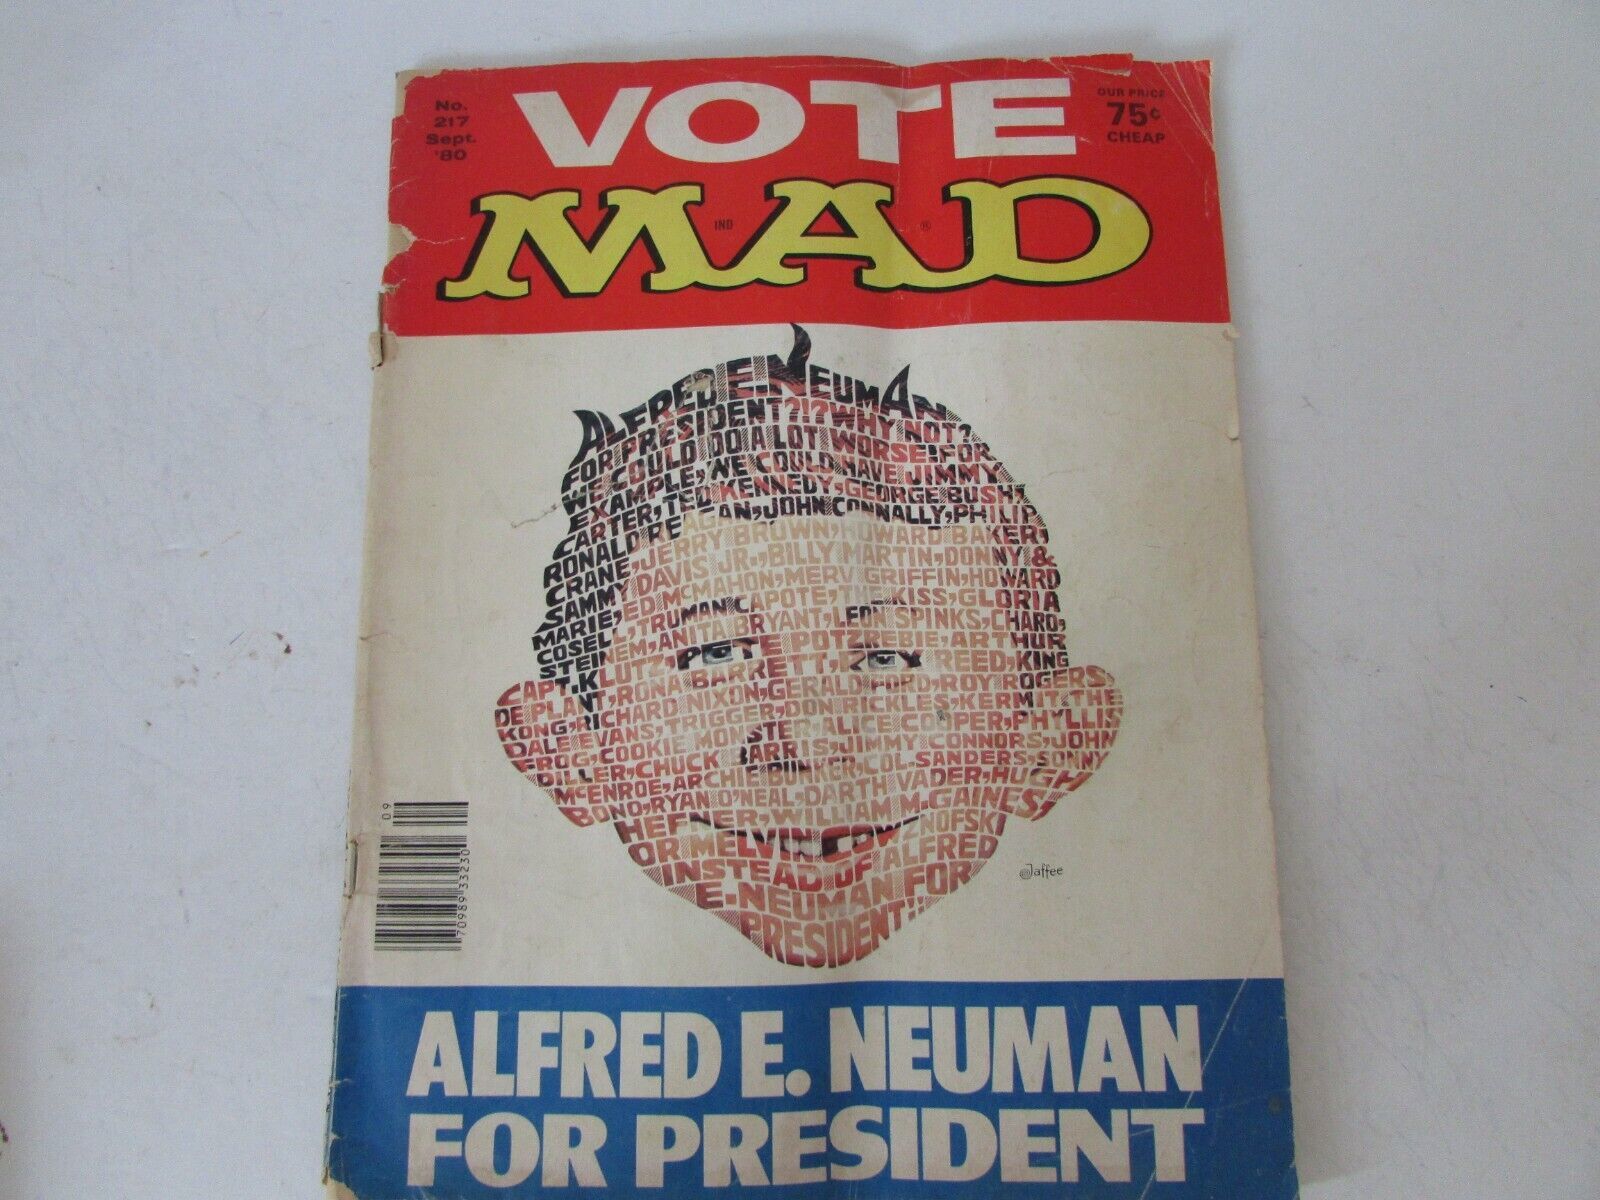 No. 217 Sept. '80
VOTE
OUR PRICE
75¢
CHEAP
MAD
IND
®
ALFRED E. NEUMAN
FOR PRESIDENT?!? WHY NOT?
WE COULD DO A LOT WORSE! FOR
EXAMPLE, WE COULD HAVE JIMMY
CARTER, TED KENNEDY, GEORGE BUSH,
RONALD REAGAN, JOHN CONNALLY, PHILIP
CRANE, JERRY BROWN, HOWARD BAKER,
SAMMY DAVIS JR., BILLY MARTIN, DONNY &
MARIE, ED McMAHON, MERV GRIFFIN, HOWARD
COSELL, TRUMAN CAPOTE, THE KISS, GLORIA
STEINEM, ANITA BRYANT, LEON SPINKS, CHARO,
CAPT. KLUTZ, PETE POTZREBIE, ARTHUR
DE PLANT, RONA BARRETT, REED, KING
KONG, RICHARD NIXON, GERALD FORD, ROY ROGERS,
DALE EVANS, TRIGGER, DON RICKLES, KERMIT THE
FROG, COOKIE MONSTER, ALICE COOPER, PHYLLIS
DILLER, CHUCK BARRIS, JIMMY CONNORS, JOHN
McENROE, ARCHIE BUNKER, COL. SANDERS, SONNY
BONO, RYAN O'NEAL, DARTH VADER, HUGH
HEFNER, WILLIAM M. GAINES,
OR MELVIN COWZNOFSKI
INSTEAD OF ALFRED
E. NEUMAN FOR
PRESIDENT!!
Jaffee
09
70989 33230
ALFRED E. NEUMAN
FOR PRESIDENT